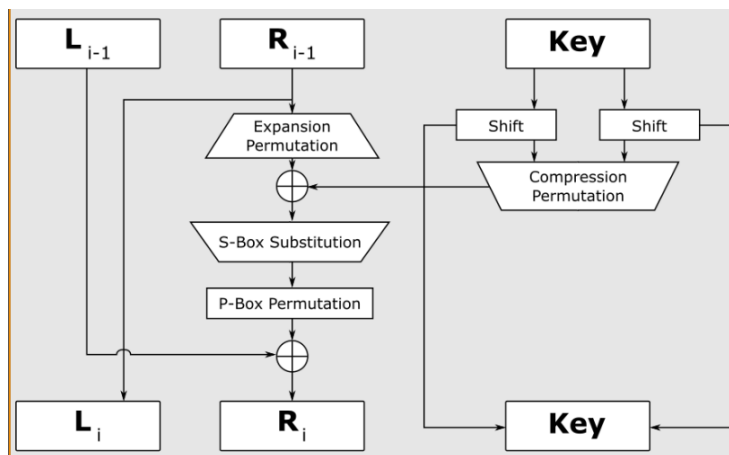 L i-1
R i-1
Key
Shift
Shift
Expansion
Permutation
Compression
Permutation
S-Box Substitution
P-Box Permutation
L i
R i
Key